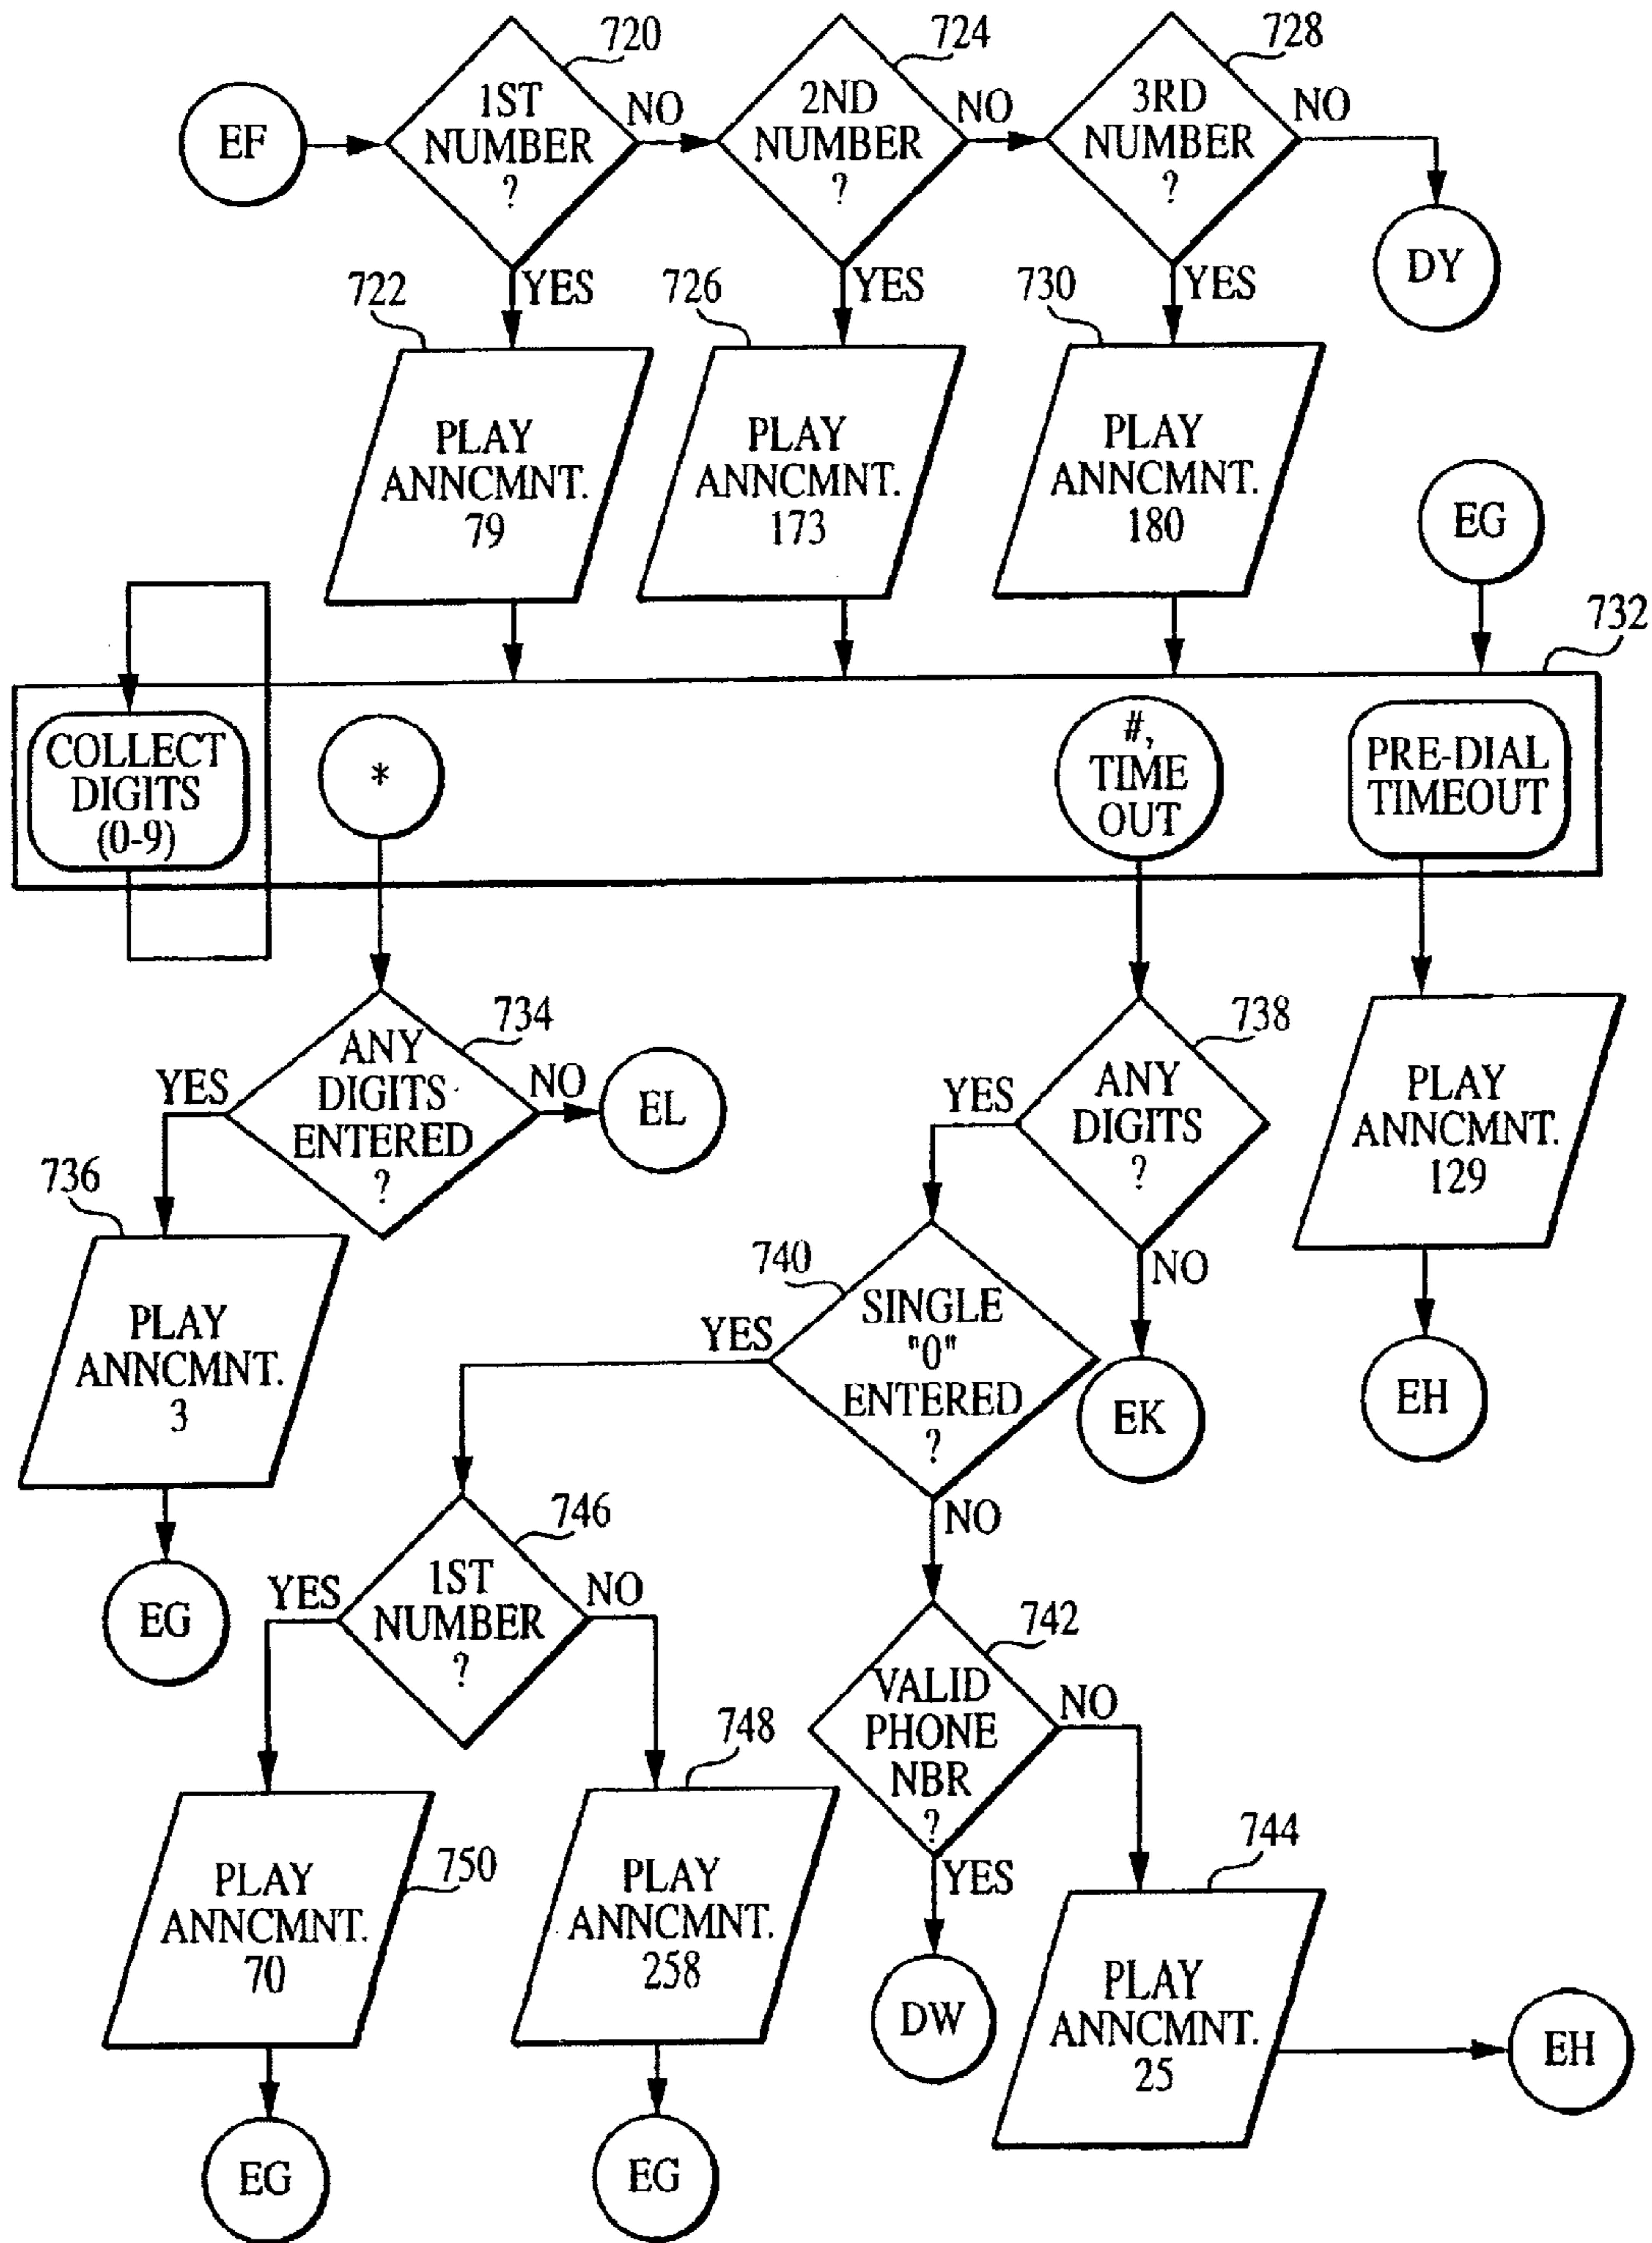 720
724
728
EF
1ST
NUMBER
?
NO
2ND
NUMBER
?
NO
3RD
NUMBER
?
NO
DY
YES
YES
YES
722
726
730
PLAY
ANNCMNT.
79
PLAY
ANNCMNT.
173
PLAY
ANNCMNT.
180
EG
732
COLLECT
DIGITS
(0-9)
*
#,
TIME
OUT
PRE-DIAL
TIMEOUT
734
ANY
DIGITS
ENTERED
?
YES
NO
EL
738
ANY
DIGITS
?
YES
NO
PLAY
ANNCMNT.
129
736
PLAY
ANNCMNT.
3
740
SINGLE
"0"
ENTERED
?
YES
NO
EK
EH
EG
746
1ST
NUMBER
?
YES
NO
742
VALID
PHONE
NBR
?
NO
YES
750
PLAY
ANNCMNT.
70
748
PLAY
ANNCMNT.
258
744
PLAY
ANNCMNT.
25
DW
EH
EG
EG